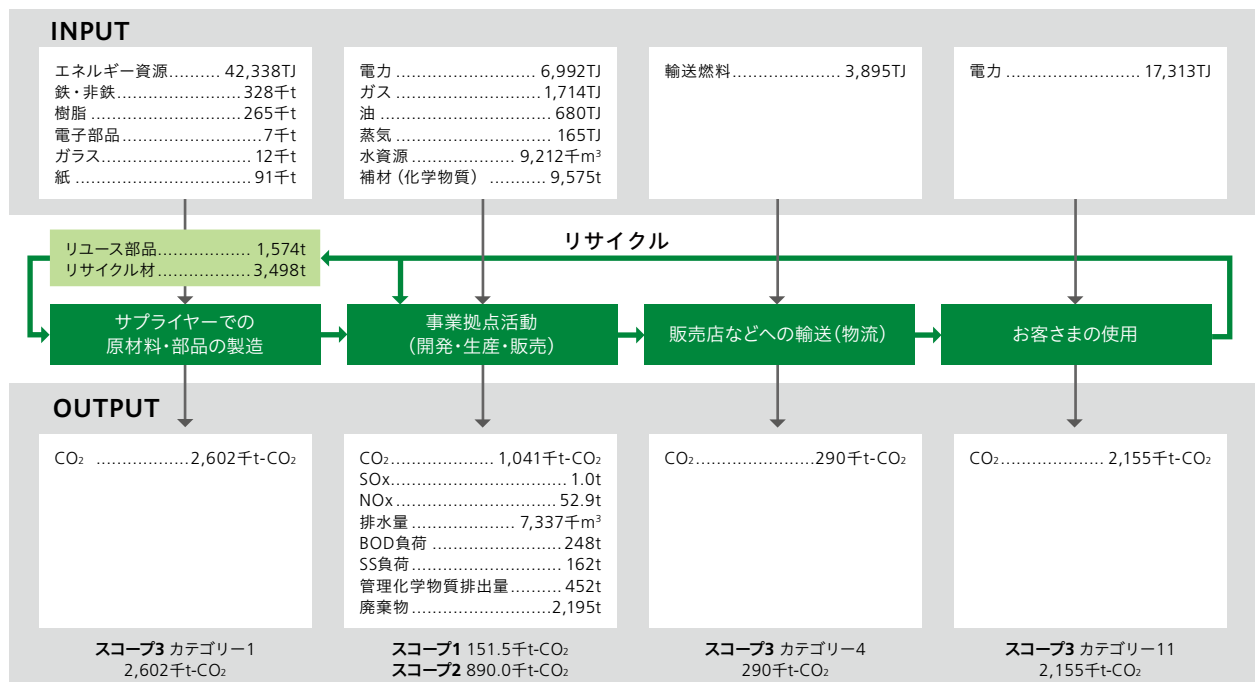 INPUT
エネルギー資源.......... 42,338TJ
鉄・非鉄.......................... 328千t
樹脂................................. 265千t
電子部品............................7千t
ガラス.............................. 12千t
紙 .................................... 91千t
電力 ............................. 6,992TJ
ガス ..............................1,714TJ
油 ................................... 680TJ
蒸気 ................................ 165TJ
水資源 .................... 9,212千m³
補材(化学物質) ............ 9,575t
輸送燃料....................... 3,895TJ
電力 ........................... 17,313TJ
リユース部品.................. 1,574t
リサイクル材.................. 3,498t
リサイクル
サプライヤーでの
原材料・部品の製造
事業拠点活動
(開発・生産・販売)
販売店などへの輸送(物流)
お客さまの使用
OUTPUT
CO₂ ...................2,602千t-CO₂
CO₂...................... 1,041千t-CO₂
SOx.................................... 1.0t
NOx................................... 52.9t
排水量 .................... 7,337千m³
BOD負荷 ........................... 248t
SS負荷 ............................... 162t
管理化学物質排出量.......... 452t
廃棄物 .............................2,195t
CO₂.........................290千t-CO₂
CO₂...................... 2,155千t-CO₂
スコープ3 カテゴリー1
2,602千t-CO₂
スコープ1 151.5千t-CO₂
スコープ2 890.0千t-CO₂
スコープ3 カテゴリー4
290千t-CO₂
スコープ3 カテゴリー11
2,155千t-CO₂